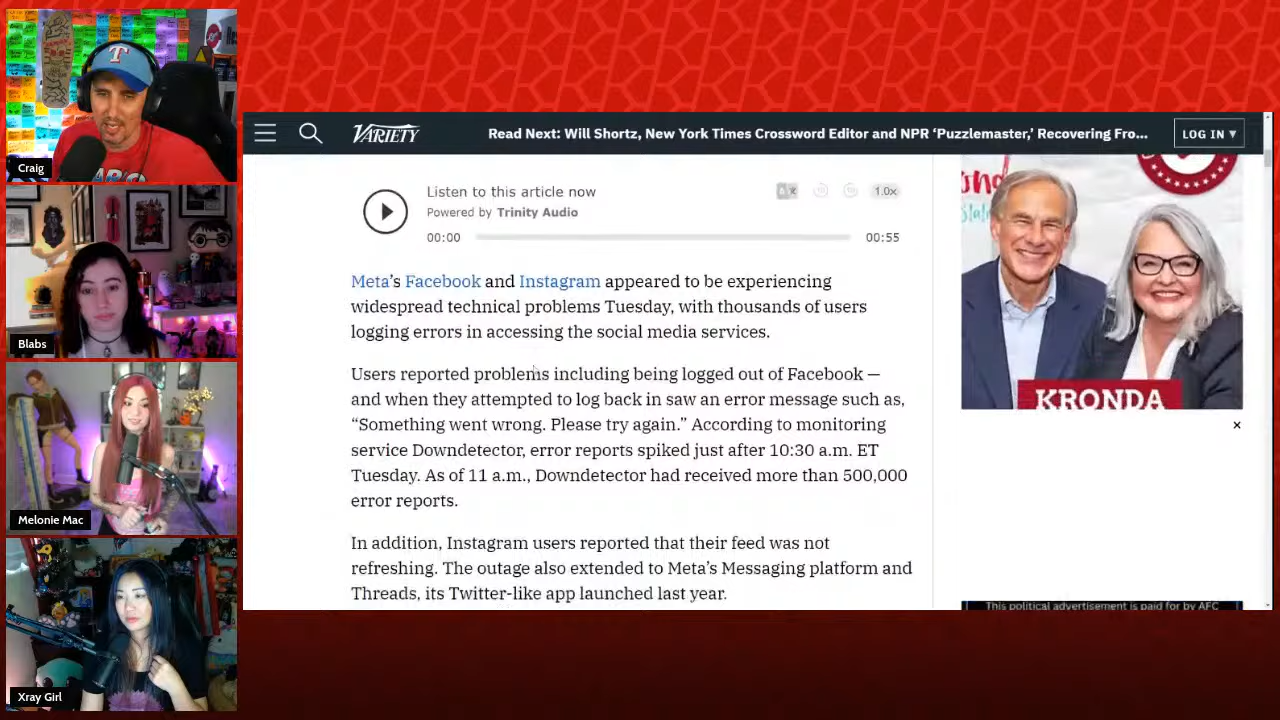 T
Craig
Blabs
Melonie Mac
Xray Girl
VARIETY
Read Next: Will Shortz, New York Times Crossword Editor and NPR ‘Puzzlemaster,’ Recovering Fro...
LOG IN ▾
Listen to this article now
Powered by Trinity Audio
1.0x
00:00
00:55
Meta’s Facebook and Instagram appeared to be experiencing
widespread technical problems Tuesday, with thousands of users
logging errors in accessing the social media services.
Users reported problems including being logged out of Facebook —
and when they attempted to log back in saw an error message such as,
“Something went wrong. Please try again.” According to monitoring
service Downdetector, error reports spiked just after 10:30 a.m. ET
Tuesday. As of 11 a.m., Downdetector had received more than 500,000
error reports.
In addition, Instagram users reported that their feed was not
refreshing. The outage also extended to Meta’s Messaging platform and
Threads, its Twitter-like app launched last year.
KRONDA
×
This political advertisement is paid for by AFC